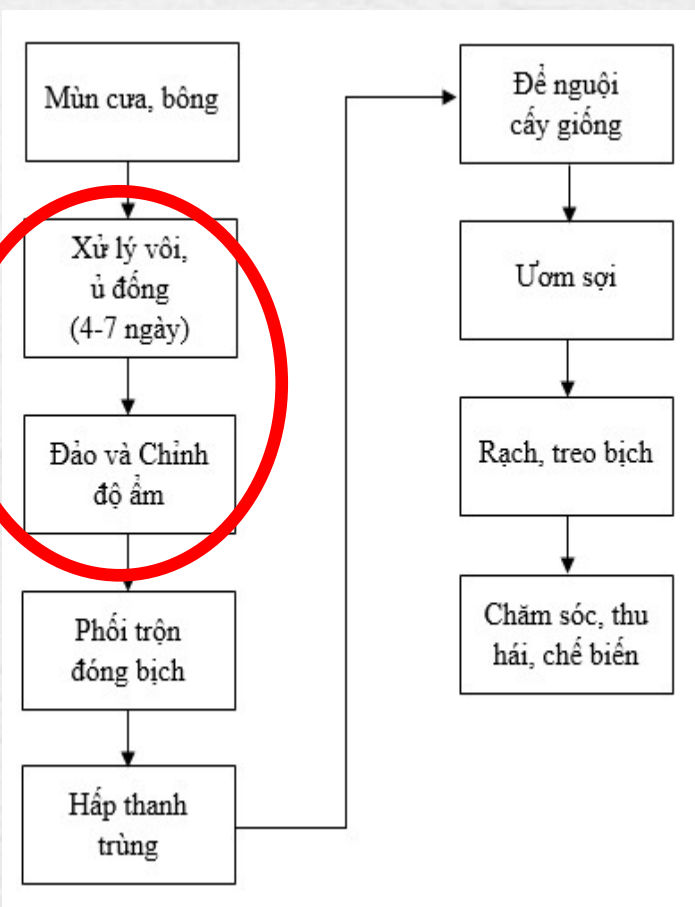 Mùn cưa, bông
Xử lý vôi,
ủ đống
(4-7 ngày)
Đảo và Chỉnh
độ ẩm
Phối trộn
đóng bịch
Hấp thanh
trùng
Để nguội
cấy giống
Ươm sợi
Rạch, treo bịch
Chăm sóc, thu
hái, chế biến